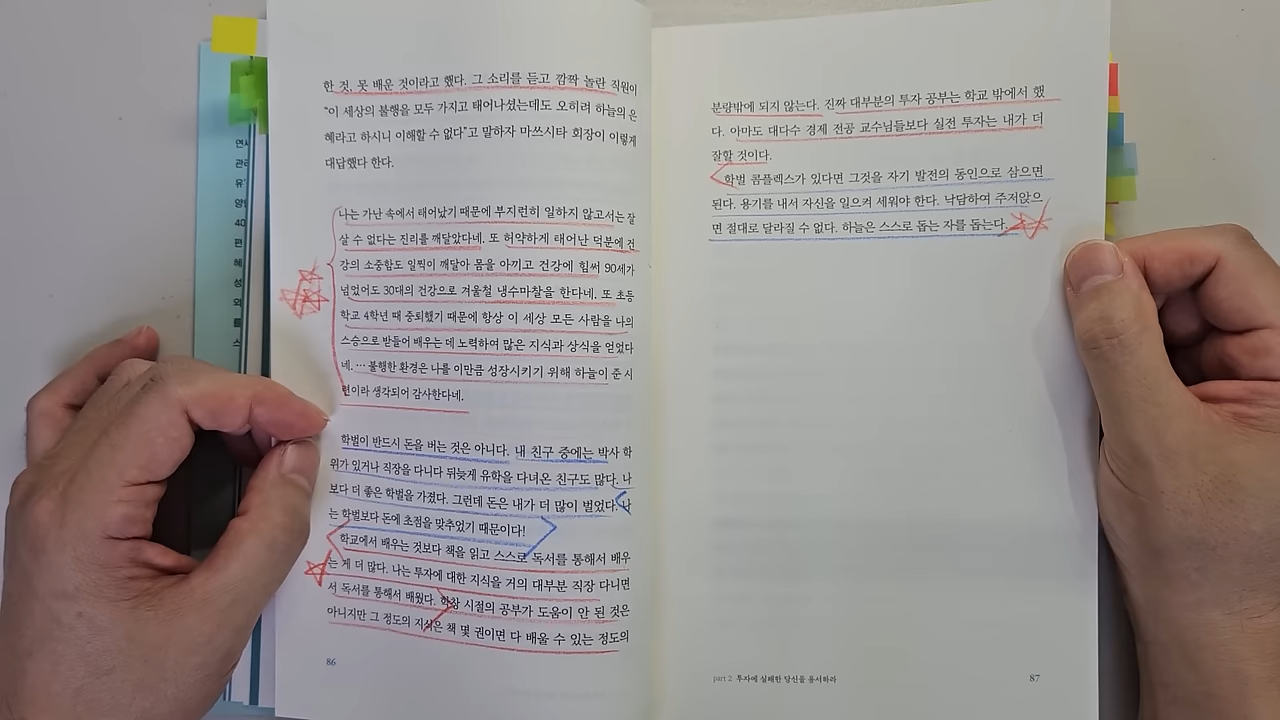 한 것, 못 배운 것이라고 했다. 그 소리를 듣고 깜짝 놀란 직원이
“이 세상의 불행을 모두 가지고 태어나셨는데도 오히려 하늘의 은
혜라고 하시니 이해할 수 없다”고 말하자 마쓰시타 회장이 이렇게
대답했다 한다.
나는 가난 속에서 태어났기 때문에 부지런히 일하지 않고서는 잘
살 수 없다는 진리를 깨달았다네. 또 허약하게 태어난 덕분에 건
강의 소중함도 일찍이 깨달아 몸을 아끼고 건강에 힘써 90세가
넘었어도 30대의 건강으로 겨울철 냉수마찰을 한다네. 또 초등
학교 4학년 때 중퇴했기 때문에 항상 이 세상 모든 사람을 나의
스승으로 받들어 배우는 데 노력하여 많은 지식과 상식을 얻었다
네. … 불행한 환경은 나를 이만큼 성장시키기 위해 하늘이 준 시
련이라 생각되어 감사한다네.
학벌이 반드시 돈을 버는 것은 아니다. 내 친구 중에는 박사 학
위가 있거나 직장을 다니다 뒤늦게 유학을 다녀온 친구도 많다. 나
보다 더 좋은 학벌을 가졌다. 그런데 돈은 내가 더 많이 벌었다. 나
는 학벌보다 돈에 초점을 맞추었기 때문이다!
학교에서 배우는 것보다 책을 읽고 스스로 독서를 통해서 배우
는 게 더 많다. 나는 투자에 대한 지식을 거의 대부분 직장 다니면
서 독서를 통해서 배웠다. 학창 시절의 공부가 도움이 안 된 것은
아니지만 그 정도의 지식은 책 몇 권이면 다 배울 수 있는 정도의
86
분량밖에 되지 않는다. 진짜 대부분의 투자 공부는 학교 밖에서 했
다. 아마도 대다수 경제 전공 교수님들보다 실전 투자는 내가 더
잘할 것이다.
학벌 콤플렉스가 있다면 그것을 자기 발전의 동인으로 삼으면
된다. 용기를 내서 자신을 일으켜 세워야 한다. 낙담하여 주저앉으
면 절대로 달라질 수 없다. 하늘은 스스로 돕는 자를 돕는다.
part 2 투자에 실패한 당신을 용서하라
87